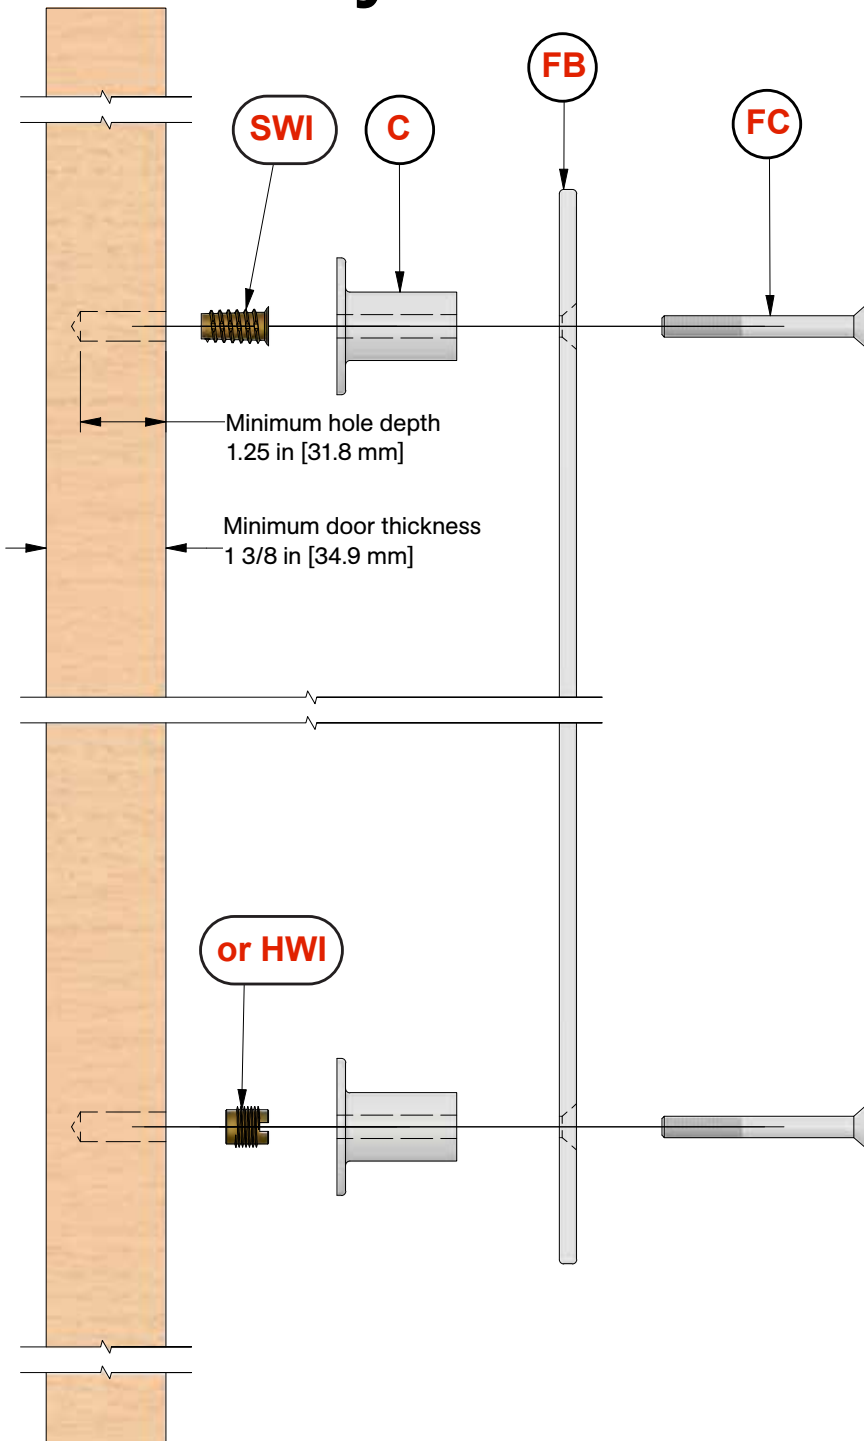 FB
SWI
C
FC
Minimum hole depth
1.25 in [31.8 mm]
Minimum door thickness
1 3/8 in [34.9 mm]
or HWI